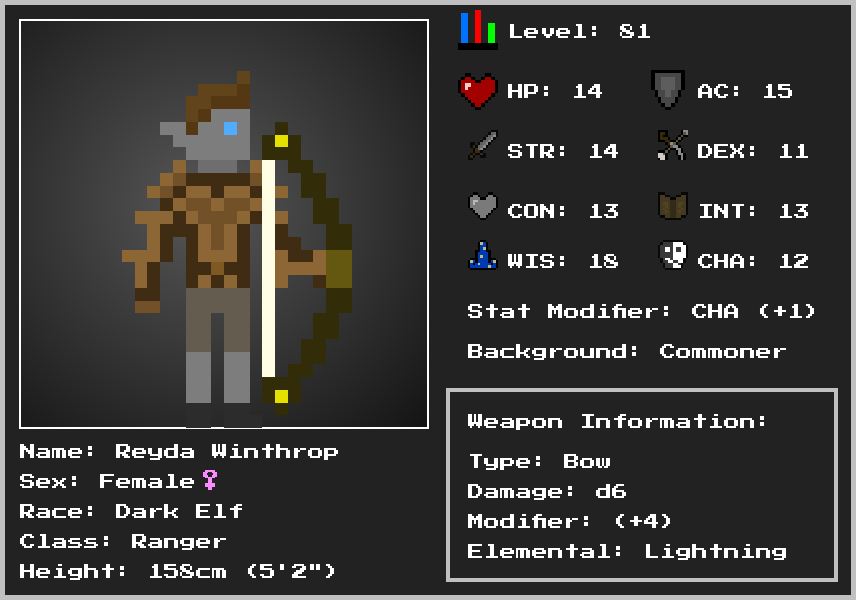 Level: 81
HP: 14
AC: 15
STR: 14
DEX: 11
CON: 13
INT: 13
WIS: 18
CHA: 12
Stat Modifier: CHA (+1)
Background: Commoner
Name: Reyda Winthrop
Sex: Female♀
Race: Dark Elf
Class: Ranger
Height: 158cm (5'2")
Weapon Information:
Type: Bow
Damage: d6
Modifier: (+4)
Elemental: Lightning